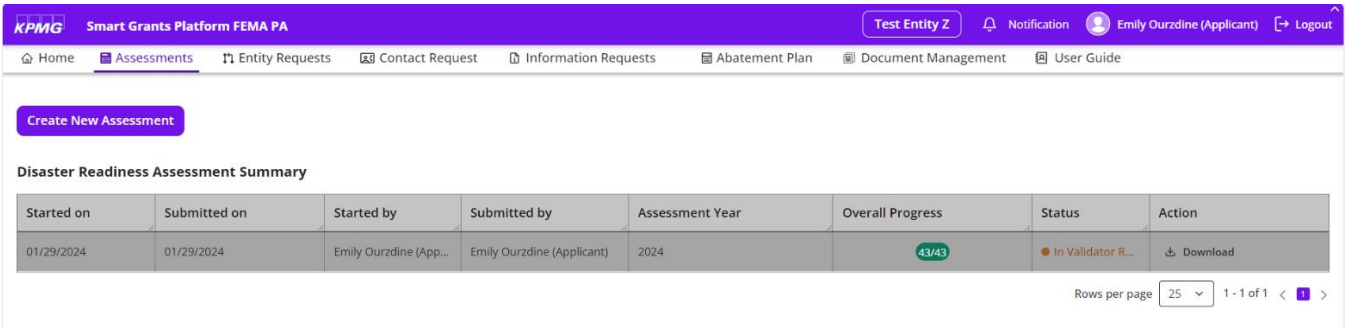 KPMG Smart Grants Platform FEMA PA Test Entity Z Notification Emily Ourzdine (Applicant) Logout
Home Assessments Entity Requests Contact Request Information Requests Abatement Plan Document Management User Guide
Create New Assessment
Disaster Readiness Assessment Summary
Started on Submitted on Started by Submitted by Assessment Year Overall Progress Status Action
01/29/2024 01/29/2024 Emily Ourzdine (App... Emily Ourzdine (Applicant) 2024 43/43 In Validator R... Download
Rows per page 25 1 - 1 of 1 < 1 >